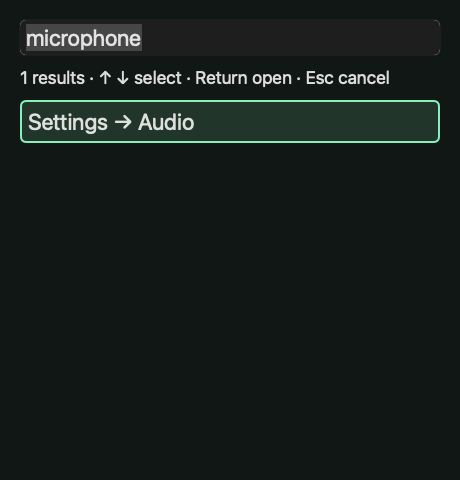 microphone
1 results · ↑ ↓ select · Return open · Esc cancel
Settings → Audio